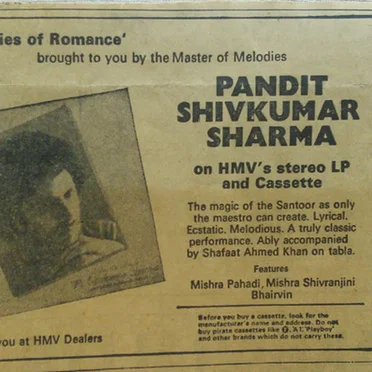 ies of Romance'
brought to you by the Master of Melodies
PANDIT
SHIVKUMAR
SHARMA
on HMV's stereo LP
and Cassette
The magic of the Santoor as only
the maestro can create. Lyrical.
Ecstatic. Melodious. A truly classic
performance. Ably accompanied
by Shafaat Ahmed Khan on tabla.
Features
Mishra Pahadi, Mishra Shivranjini
Bhairvin
Before you buy a cassette, look for the
manufacturer's name and address. Do not
buy pirate cassettes like 'Playboy'
and other brands which do not carry these.
you at HMV Dealers